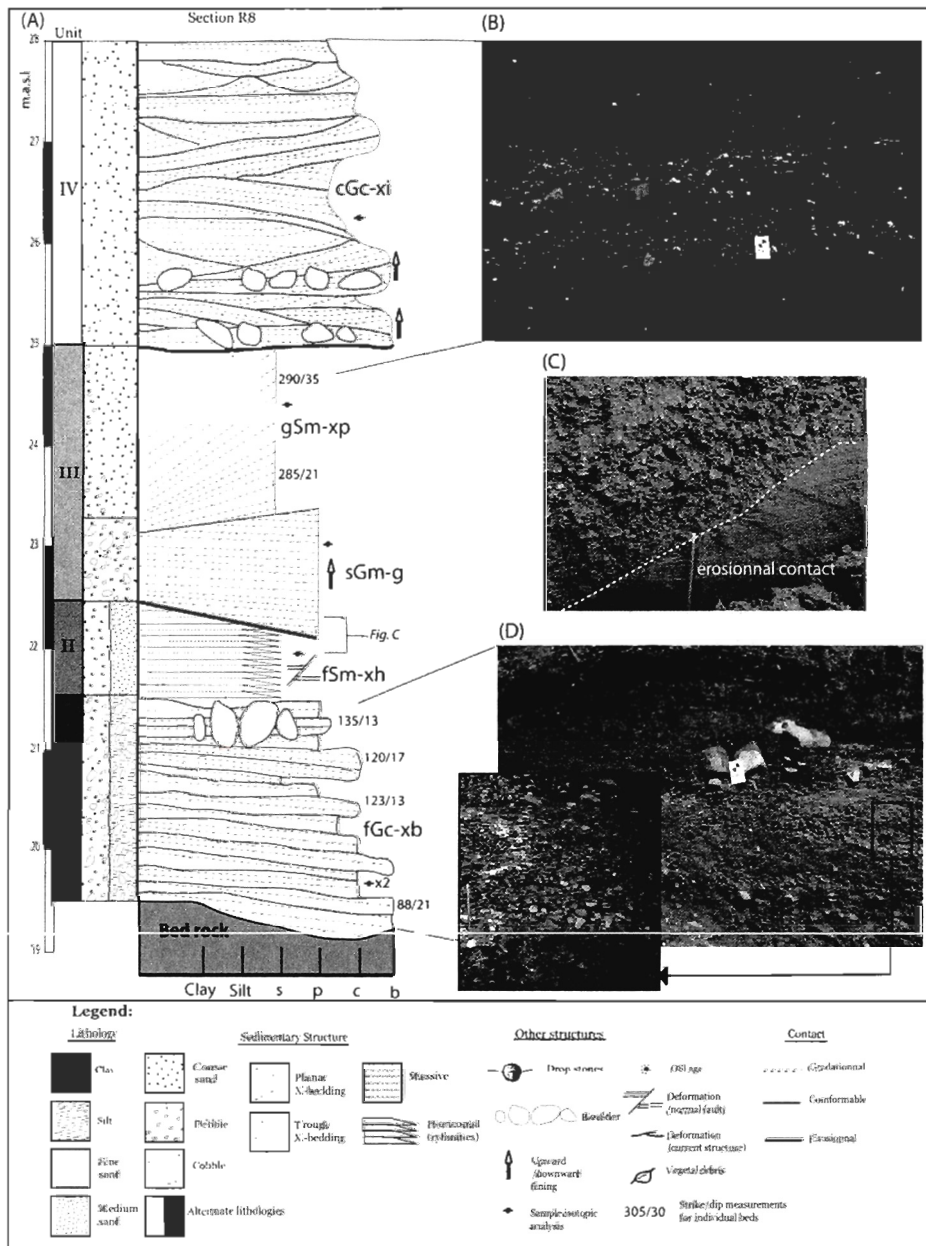 (A)
Section R8
(B)
Unit
m.a.s.l
28
27
IV
cGc-xi
26
25
(C)
290/35
24
gSm-xp
III
285/21
23
sGm-g
erosionnal contact
22
II
Fig. C
(D)
fSm-xh
135/13
21
120/17
123/13
fGc-xb
20
x2
88/21
19
Bed rock
Clay Silt s p c b
Legend:
Lithology
Sedimentary Structure
Other structures
Contact
Clay
Coarse sand
Planar X-bedding
Massive
Drop stones
OSL age
Gradationnal
Silt
Pebble
Trough X-bedding
Horizontal (rythmites)
Boulder
Deformation (normal fault)
Conformable
Fine sand
Cobble
Upward /downward fining
Deformation (current structure)
Erosionnal
Medium sand
Alternate lithologies
Sample isotopic analysis
Vegetal debris
305/30
Strike/dip measurements for individual beds